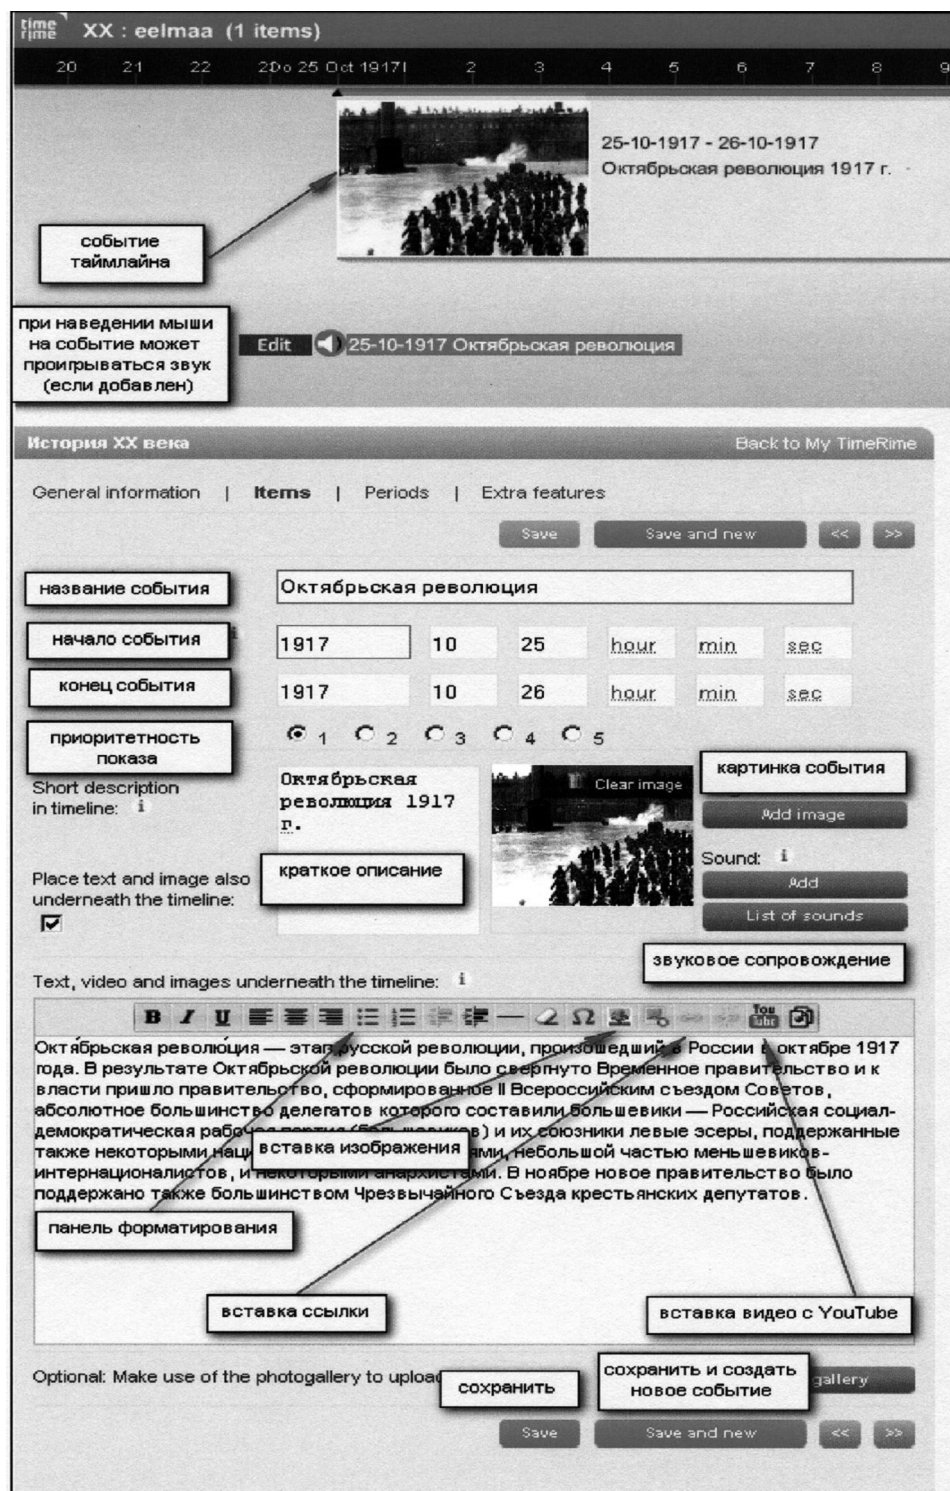 time
rime
XX : eelmaa (1 items)
20 21 22 2Do 25 Oct 1917 2 3 4 5 6 7 8 9
25-10-1917 - 26-10-1917
Октябрьская революция 1917 г.
событие
таймлайна
при наведении мыши
на событие может
проигрываться звук
(если добавлен)
Edit 25-10-1917 Октябрьская революция
История XX века Back to My TimeRime
General information | Items | Periods | Extra features
Save Save and new << >>
название события Октябрьская революция
начало события 1917 10 25 hour min sec
конец события 1917 10 26 hour min sec
приоритетность
показа
1 2 3 4 5
Short description
in timeline: i
Октябрьская
революция 1917
г.
Clear image
картинка события
Add image
краткое описание
Sound: i
Place text and image also
underneath the timeline:
Add
List of sounds
звуковое сопровождение
Text, video and images underneath the timeline: i
B I U Ω You Tube
Октя́брьская револю́ция — этап русской революции, произошедший в России в октябре 1917
года. В результате Октябрьской революции было свергнуто Временное правительство и к
власти пришло правительство, сформированное II Всероссийским съездом Советов,
абсолютное большинство делегатов которого составили большевики — Российская социал-
демократическая рабочая партия (большевиков) и их союзники левые эсеры, поддержанные
также некоторыми наци ями, небольшой частью меньшевиков-
интернационалистов, и некоторыми анархистами. В ноябре новое правительство было
поддержано также большинством Чрезвычайного Съезда крестьянских депутатов.
вставка изображения
панель форматирования
вставка ссылки
вставка видео с YouTube
Optional: Make use of the photogallery to upload
сохранить
сохранить и создать
новое событие
gallery
Save Save and new << >>